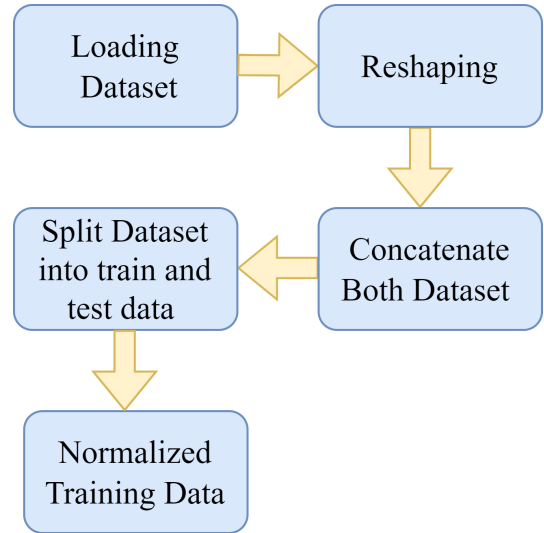 Loading
Dataset
Reshaping
Concatenate
Both Dataset
Split Dataset
into train and
test data
Normalized
Training Data